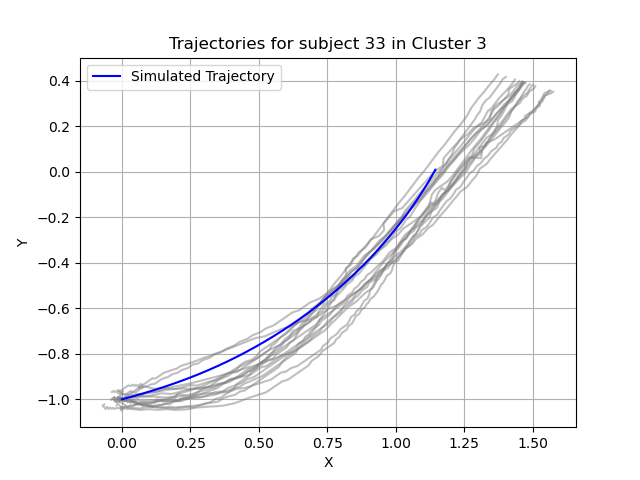 Trajectories for subject 33 in Cluster 3
Simulated Trajectory
Y
0.4
0.2
0.0
−0.2
−0.4
−0.6
−0.8
−1.0
0.00 0.25 0.50 0.75 1.00 1.25 1.50
X